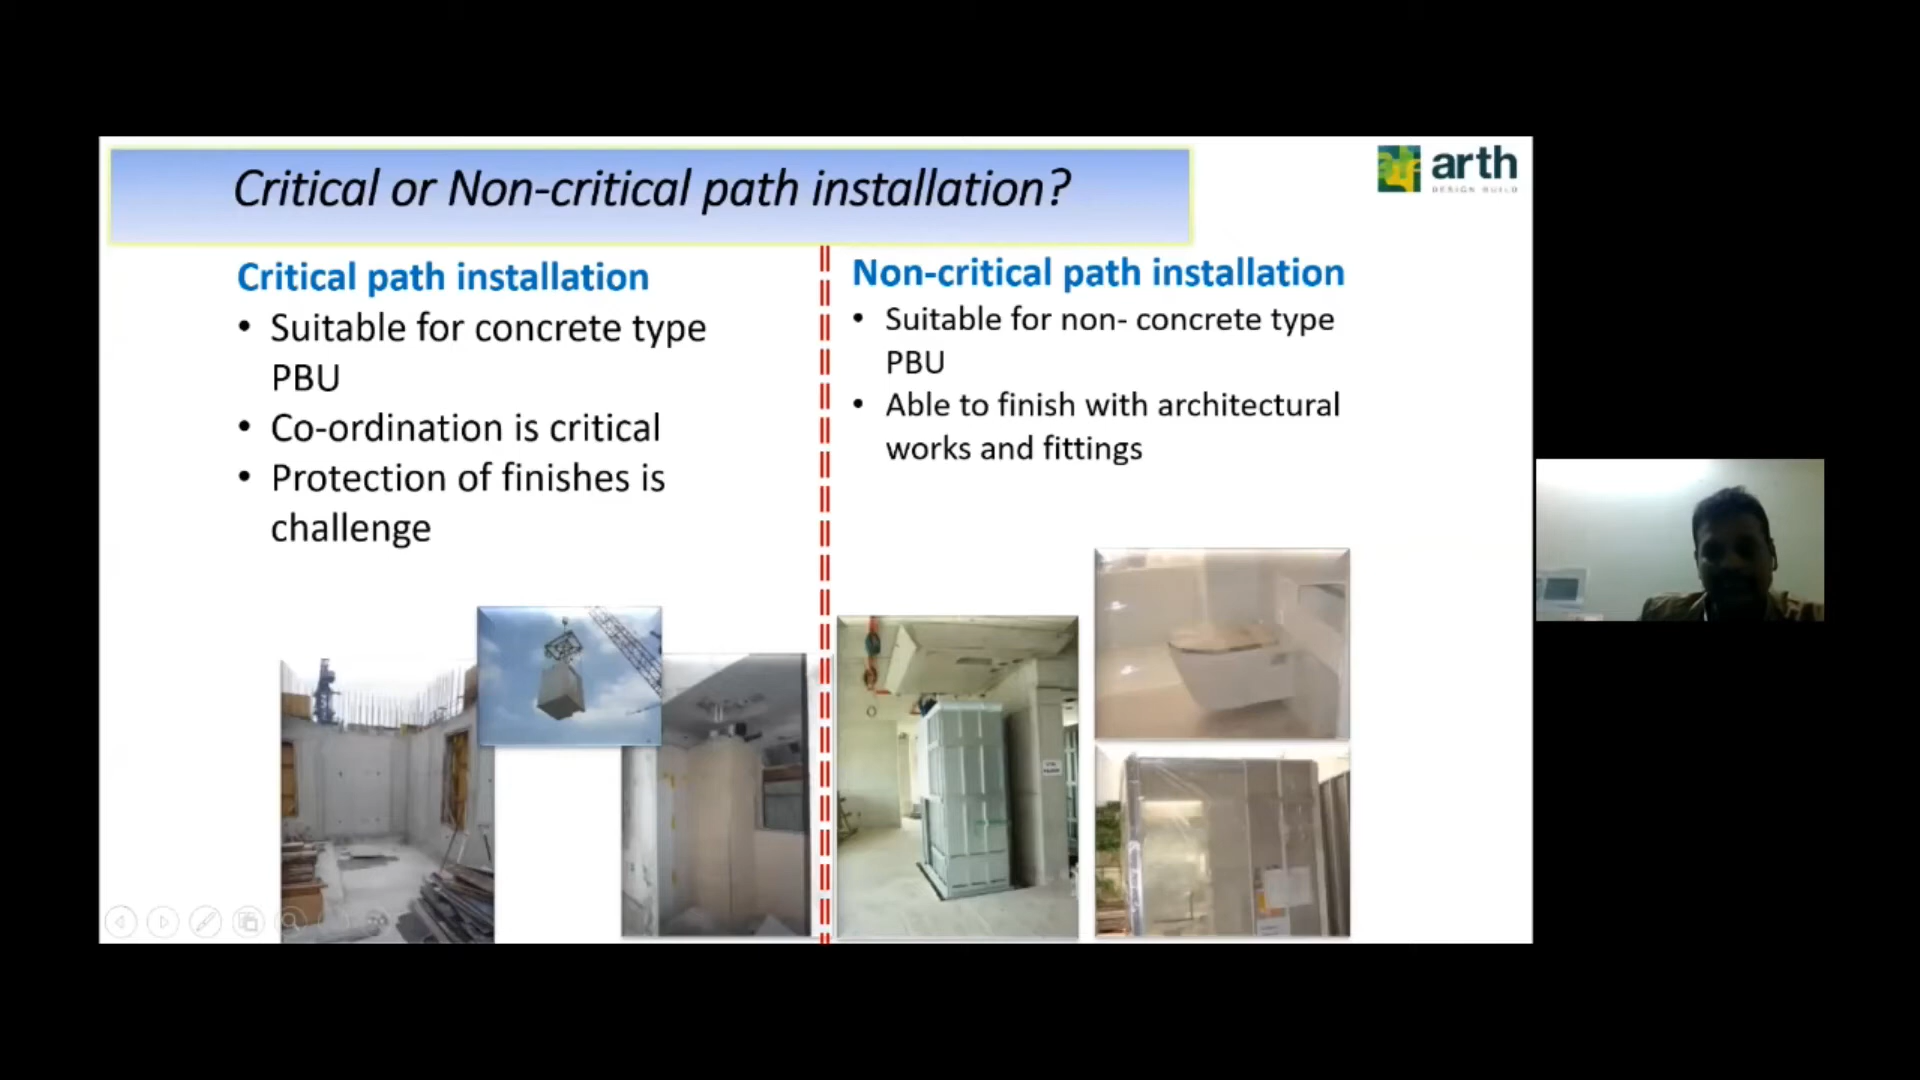 Critical or Non-critical path installation?
arth
DESIGN BUILD
Critical path installation
• Suitable for concrete type
PBU
• Co-ordination is critical
• Protection of finishes is
challenge
Non-critical path installation
• Suitable for non- concrete type
PBU
• Able to finish with architectural
works and fittings